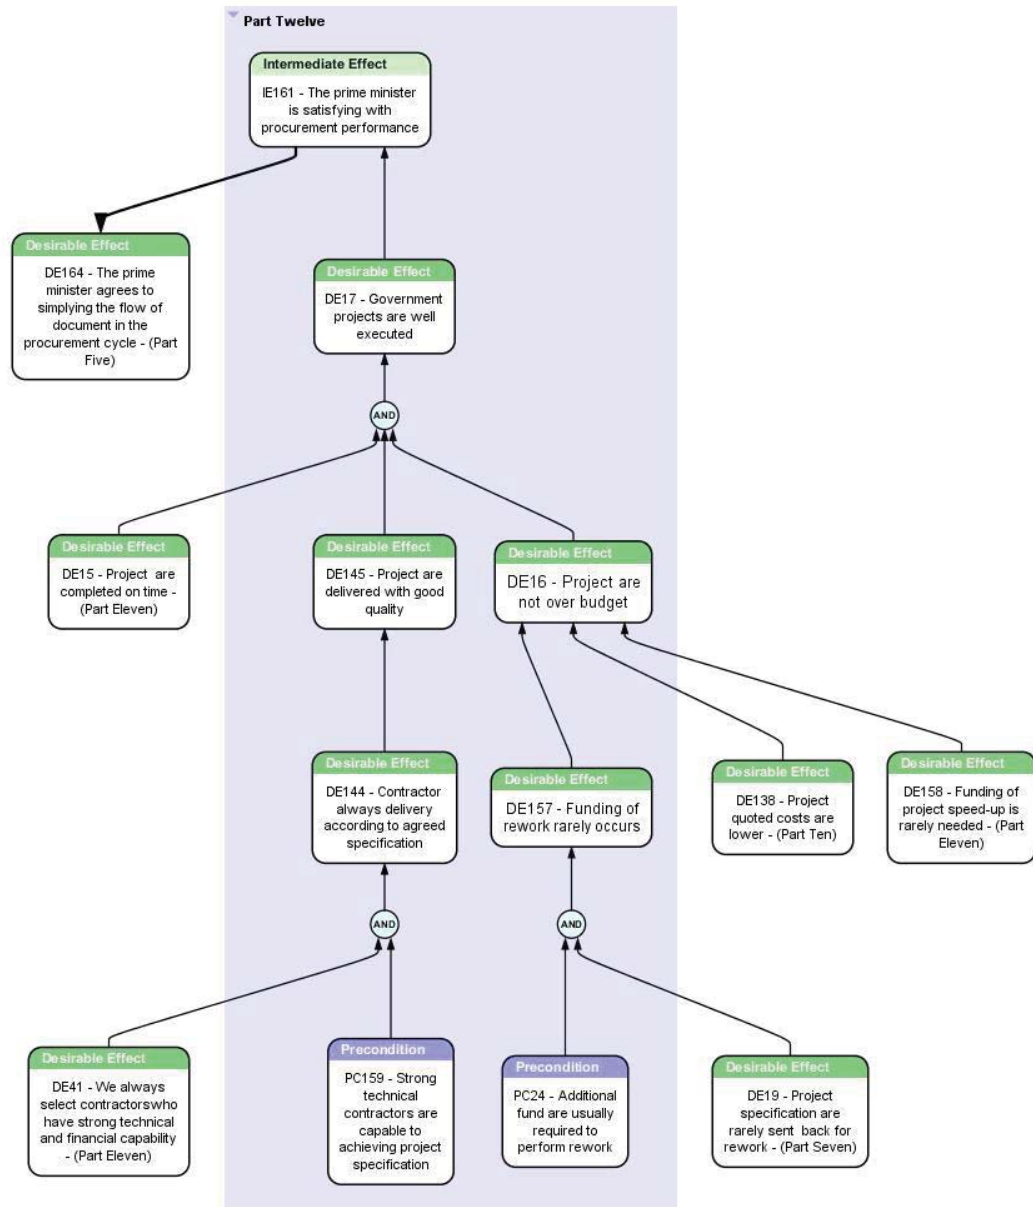 Part Twelve
Intermediate Effect
IE161 - The prime minister
is satisfying with
procurement performance
Desirable Effect
DE164 - The prime
minister agrees to
simplying the flow of
document in the
procurement cycle - (Part
Five)
Desirable Effect
DE17 - Government
projects are well
executed
AND
Desirable Effect
DE15 - Project are
completed on time -
(Part Eleven)
Desirable Effect
DE145 - Project are
delivered with good
quality
Desirable Effect
DE16 - Project are
not over budget
Desirable Effect
DE144 - Contractor
always delivery
according to agreed
specification
Desirable Effect
DE157 - Funding of
rework rarely occurs
Desirable Effect
DE138 - Project
quoted costs are
lower - (Part Ten)
Desirable Effect
DE158 - Funding of
project speed-up is
rarely needed - (Part
Eleven)
AND
AND
Desirable Effect
DE41 - We always
select contractorswho
have strong technical
and financial capability
- (Part Eleven)
Precondition
PC159 - Strong
technical
contractors are
capable to
achieving project
specification
Precondition
PC24 - Additional
fund are usually
required to
perform rework
Desirable Effect
DE19 - Project
specification are
rarely sent back for
rework - (Part Seven)